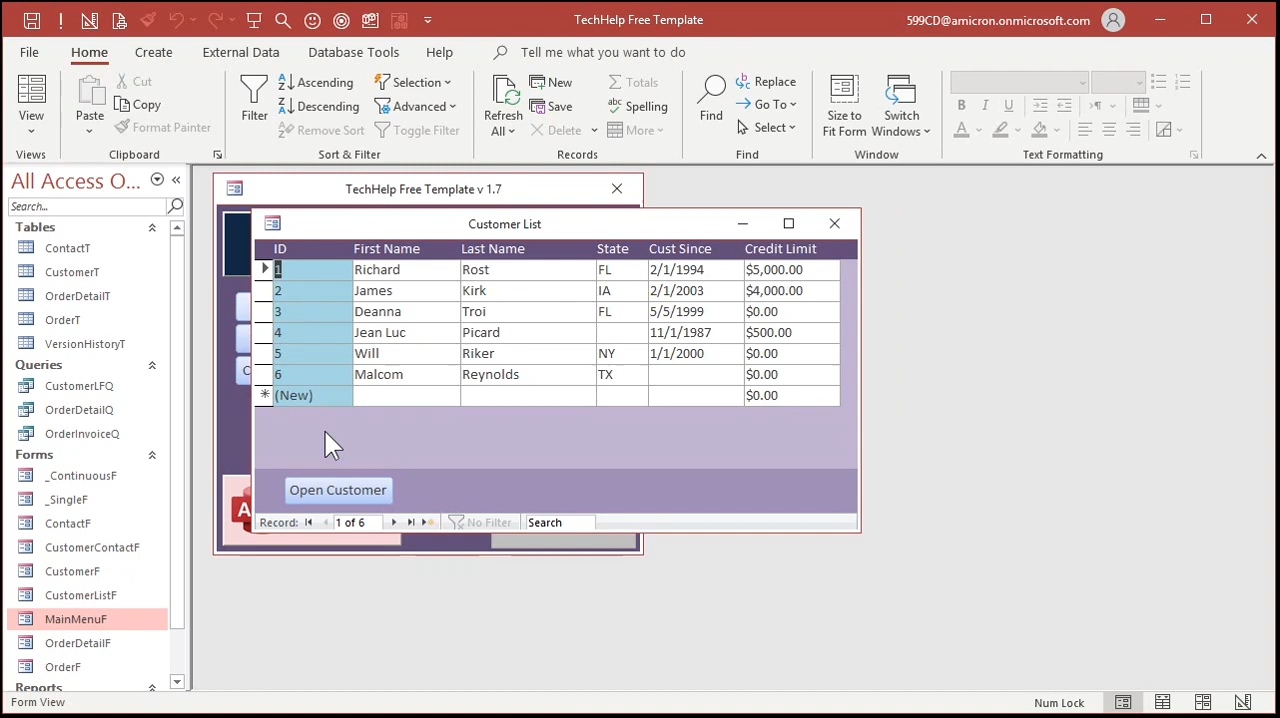 TechHelp Free Template
599CD@amicron.onmicrosoft.com
File Home Create External Data Database Tools Help Tell me what you want to do
View
Views
Paste
Cut
Copy
Format Painter
Clipboard
Filter
Ascending
Descending
Remove Sort
Selection
Advanced
Toggle Filter
Sort & Filter
Refresh
All
New
Save
Delete
Totals
Spelling
More
Records
Find
Replace
Go To
Select
Find
Size to
Fit Form
Switch
Windows
Window
B I U
A
Text Formatting
All Access O...
Search...
Tables
ContactT
CustomerT
OrderDetailT
OrderT
VersionHistoryT
Queries
CustomerLFQ
OrderDetailQ
OrderInvoiceQ
Forms
_ContinuousF
_SingleF
ContactF
CustomerContactF
CustomerF
CustomerListF
MainMenuF
OrderDetailF
OrderF
Reports
TechHelp Free Template v 1.7
C
A
Customer List
ID First Name Last Name State Cust Since Credit Limit
1 Richard Rost FL 2/1/1994 $5,000.00
2 James Kirk IA 2/1/2003 $4,000.00
3 Deanna Troi FL 5/5/1999 $0.00
4 Jean Luc Picard 11/1/1987 $500.00
5 Will Riker NY 1/1/2000 $0.00
6 Malcom Reynolds TX $0.00
* (New) $0.00
Open Customer
Record: 1 of 6 No Filter Search
Form View
Num Lock